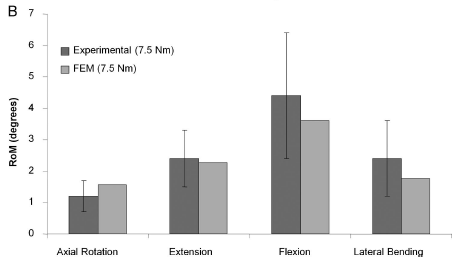 B
7
6
5
4
3
2
1
0
RoM (degrees)
Experimental (7.5 Nm)
FEM (7.5 Nm)
Axial Rotation Extension Flexion Lateral Bending